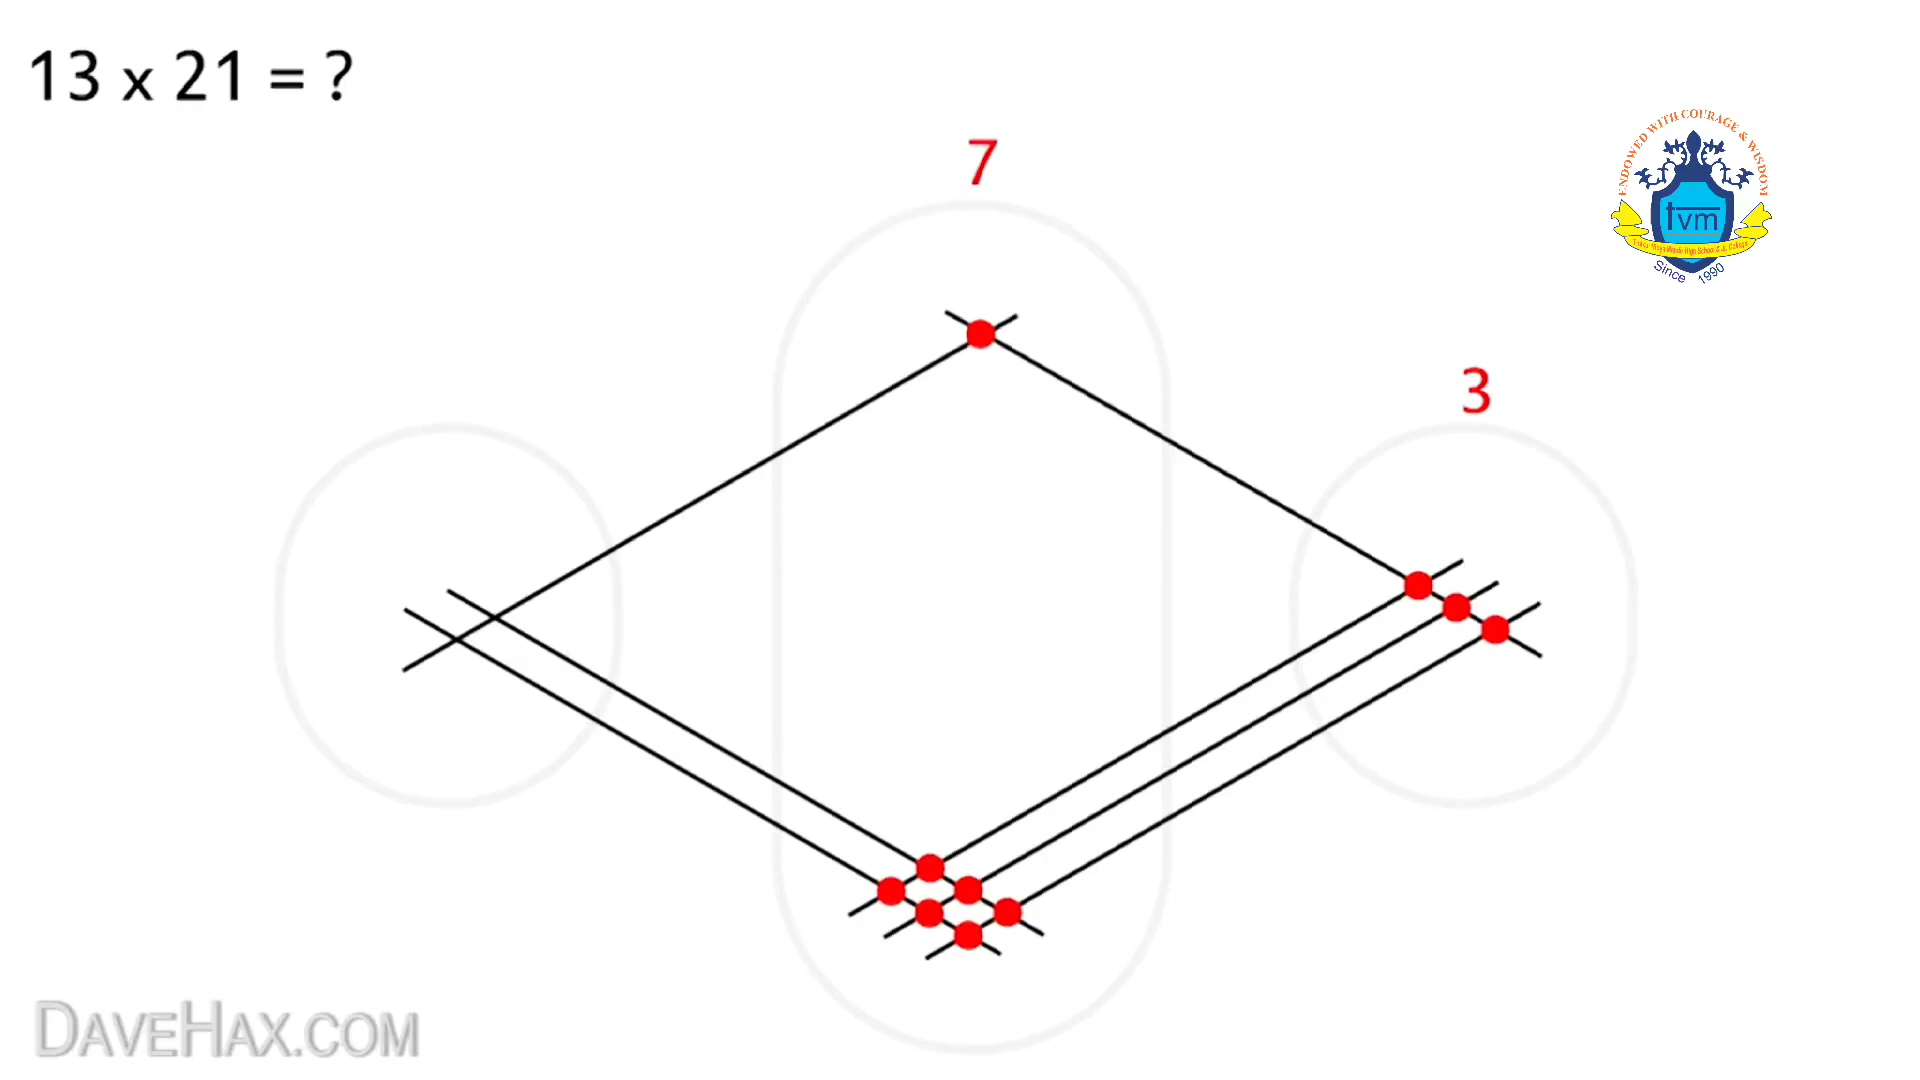 13 x 21 = ?
ENDOWED WITH COURAGE & WISDOM
7
tvm
Since 1990
3
DAVEHAX.COM